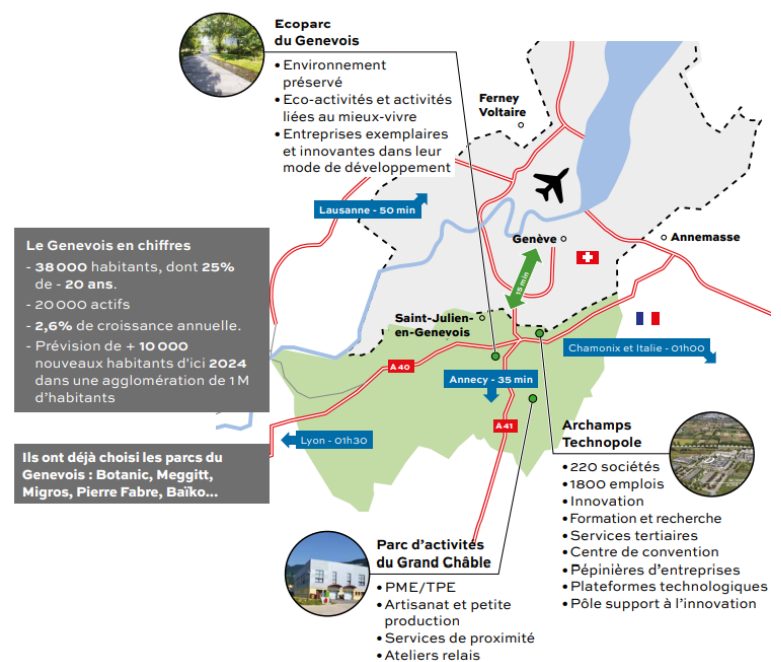 Ecoparc
du Genevois
• Environnement
préservé
• Eco-activités et activités
liées au mieux-vivre
• Entreprises exemplaires
et innovantes dans leur
mode de développement
Ferney
Voltaire
Lausanne - 50 min
Genève
Annemasse
15 min
Le Genevois en chiffres
- 38 000 habitants, dont 25%
de - 20 ans.
- 20 000 actifs
- 2,6% de croissance annuelle.
- Prévision de + 10 000
nouveaux habitants d'ici 2024
dans une agglomération de 1 M
d'habitants
Saint-Julien-
en-Genevois
Chamonix et Italie - 01h00
A 40
Annecy - 35 min
A 41
Lyon - 01h30
Ils ont déjà choisi les parcs du
Genevois : Botanic, Meggitt,
Migros, Pierre Fabre, Baïko...
Archamps
Technopole
• 220 sociétés
• 1800 emplois
• Innovation
• Formation et recherche
• Services tertiaires
• Centre de convention
• Pépinières d'entreprises
• Plateformes technologiques
• Pôle support à l'innovation
Parc d'activités
du Grand Châble
• PME/TPE
• Artisanat et petite
production
• Services de proximité
• Ateliers relais